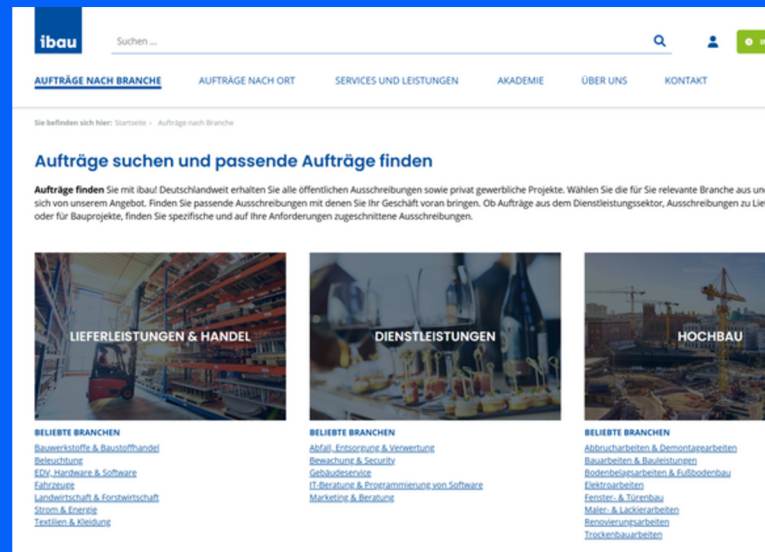 ibau
Suchen ...
AUFTRÄGE NACH BRANCHE
AUFTRÄGE NACH ORT
SERVICES UND LEISTUNGEN
AKADEMIE
ÜBER UNS
KONTAKT
Sie befinden sich hier: Startseite › Aufträge nach Branche
Aufträge suchen und passende Aufträge finden
Aufträge finden Sie mit ibau! Deutschlandweit erhalten Sie alle öffentlichen Ausschreibungen sowie privat gewerbliche Projekte. Wählen Sie die für Sie relevante Branche aus und
sich von unserem Angebot. Finden Sie passende Ausschreibungen mit denen Sie Ihr Geschäft voran bringen. Ob Aufträge aus dem Dienstleistungssektor, Ausschreibungen zu
oder für Bauprojekte, finden Sie spezifische und auf Ihre Anforderungen zugeschnittene Ausschreibungen.
LIEFERLEISTUNGEN & HANDEL
BELIEBTE BRANCHEN
Bauwerkstoffe & Baustoffhandel
Beleuchtung
EDV, Hardware & Software
Fahrzeuge
Landwirtschaft & Forstwirtschaft
Strom & Energie
Textilien & Kleidung
DIENSTLEISTUNGEN
BELIEBTE BRANCHEN
Abfall, Entsorgung & Verwertung
Bewachung & Security
Gebäudeservice
IT-Beratung & Programmierung von Software
Marketing & Beratung
HOCHBAU
BELIEBTE BRANCHEN
Abbrucharbeiten & Demontagearbeiten
Bauarbeiten & Bauleistungen
Bodenbelagsarbeiten & Fußbodenbau
Elektroarbeiten
Fenster- & Türenbau
Maler- & Lackierarbeiten
Renovierungsarbeiten
Trockenbauarbeiten